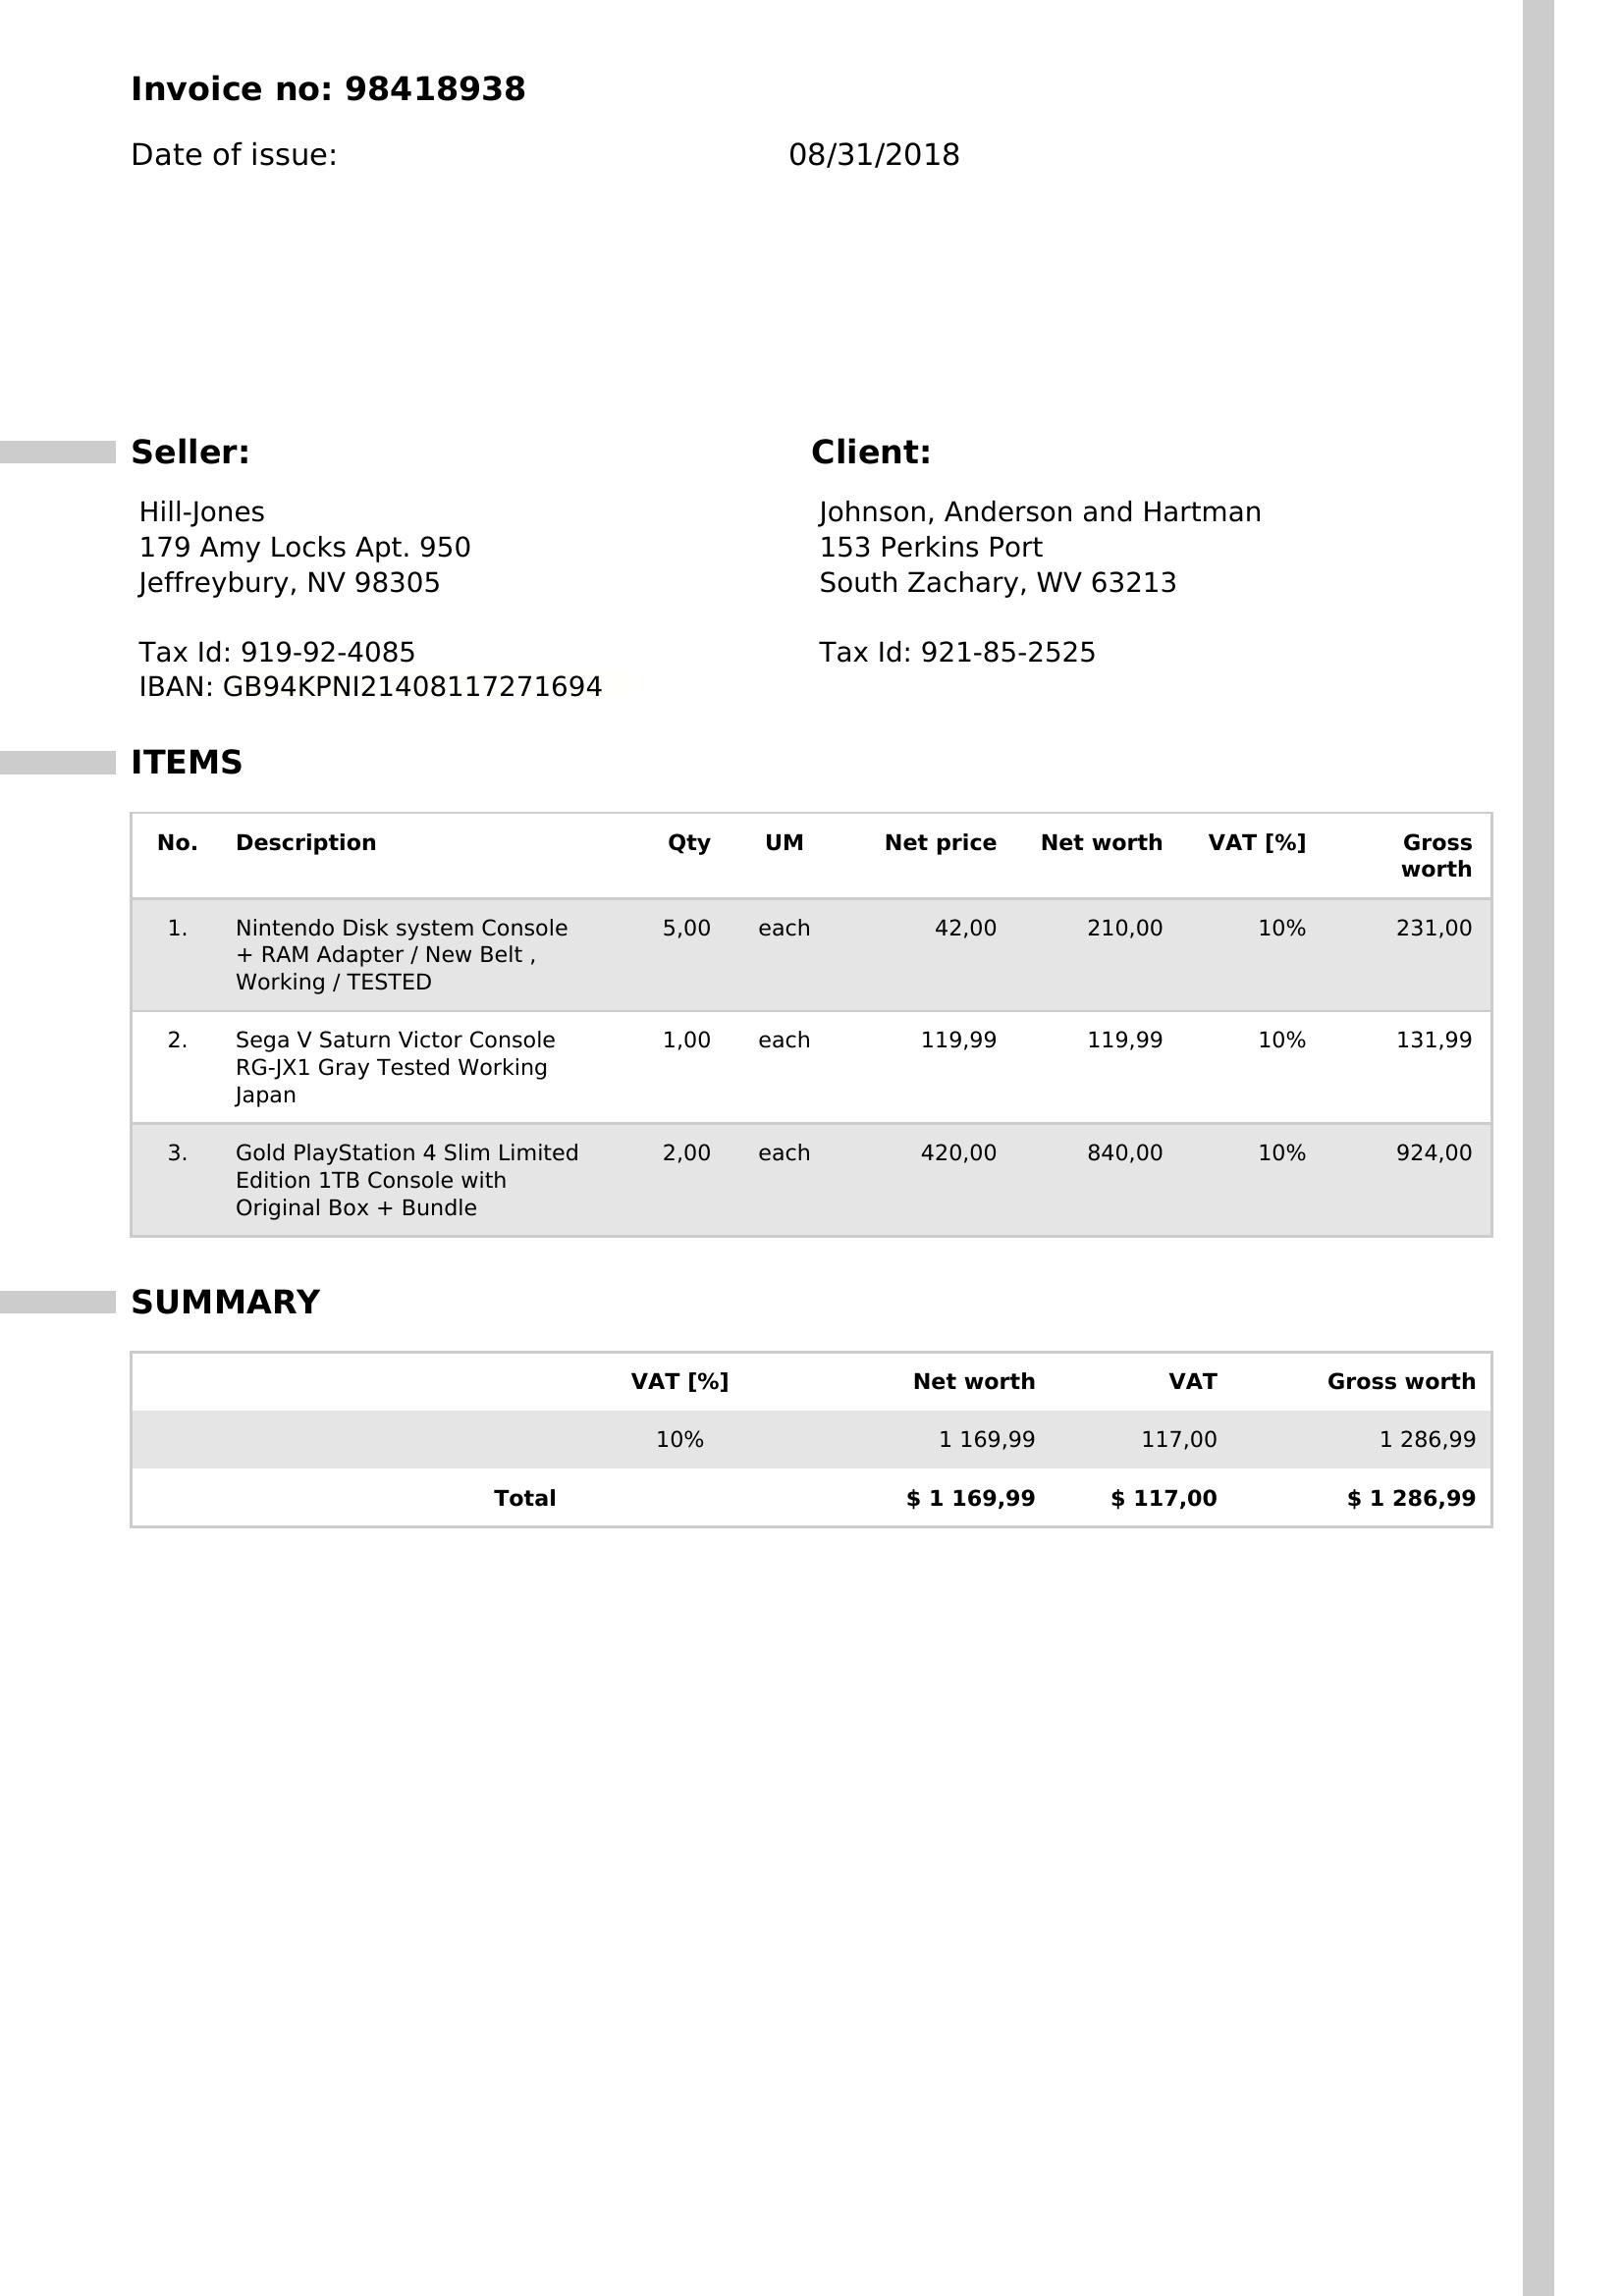 Invoice no: 98418938
Date of issue: 08/31/2018
Seller:
Hill-Jones
179 Amy Locks Apt. 950
Jeffreybury, NV 98305
Tax Id: 919-92-4085
IBAN: GB94KPNI21408117271694
Client:
Johnson, Anderson and Hartman
153 Perkins Port
South Zachary, WV 63213
Tax Id: 921-85-2525
ITEMS
No. Description Qty UM Net price Net worth VAT [%] Gross
worth
1. Nintendo Disk system Console 5,00 each 42,00 210,00 10% 231,00
+ RAM Adapter / New Belt ,
Working / TESTED
2. Sega V Saturn Victor Console 1,00 each 119,99 119,99 10% 131,99
RG-JX1 Gray Tested Working
Japan
3. Gold PlayStation 4 Slim Limited 2,00 each 420,00 840,00 10% 924,00
Edition 1TB Console with
Original Box + Bundle
SUMMARY
VAT [%] Net worth VAT Gross worth
10% 1 169,99 117,00 1 286,99
Total $ 1 169,99 $ 117,00 $ 1 286,99